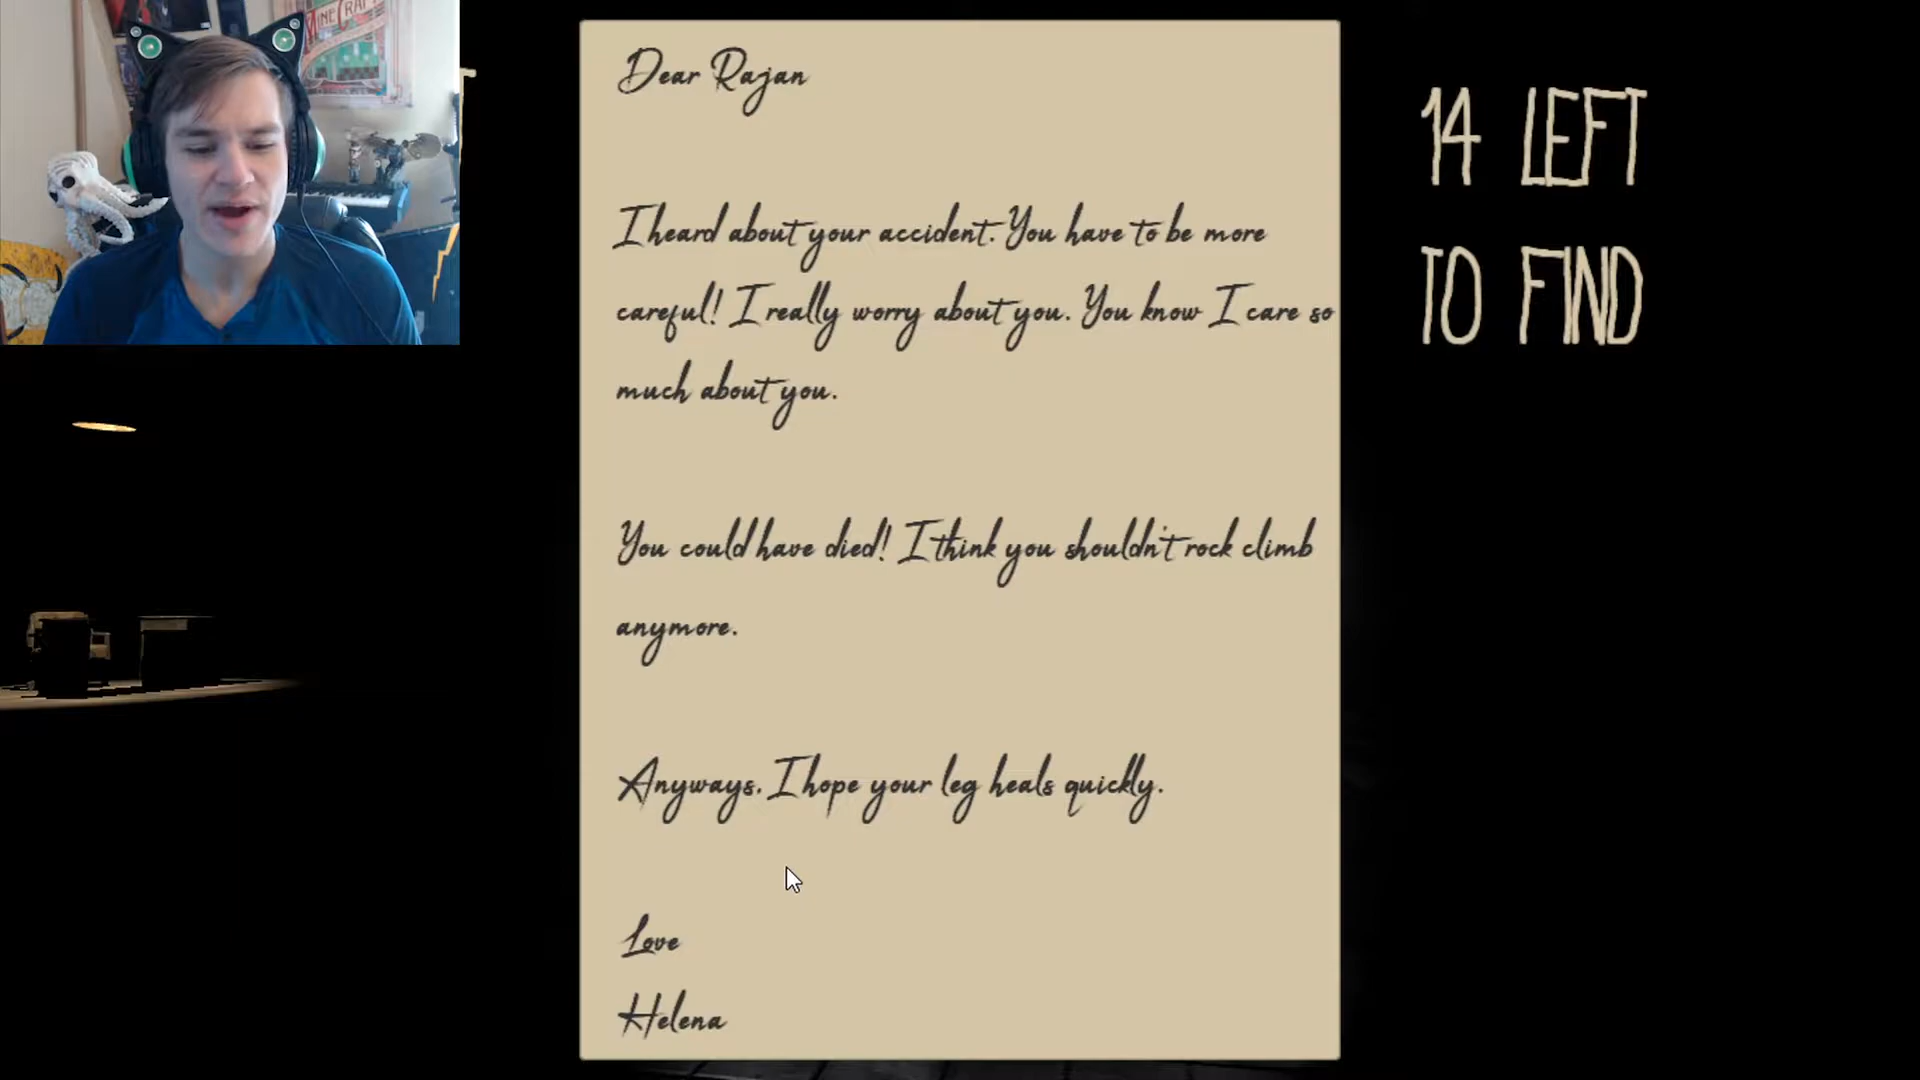 MINECRAFT
Dear Rajan
I heard about your accident. You have to be more
careful! I really worry about you. You know I care so
much about you.
You could have died! I think you shouldn't rock climb
anymore.
Anyways. I hope your leg heals quickly.
Love
Helena
14 LEFT
TO FIND